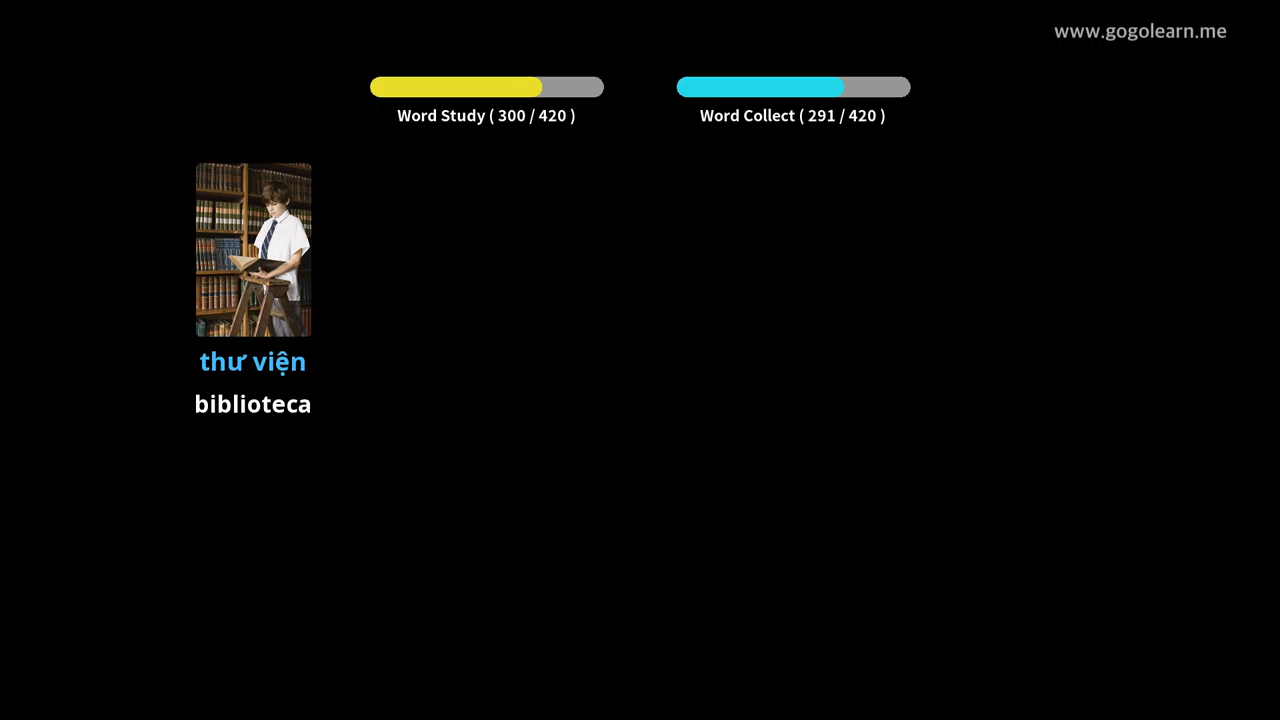 www.gogolearn.me
Word Study ( 300 / 420 )
Word Collect ( 291 / 420 )
thư viện
biblioteca